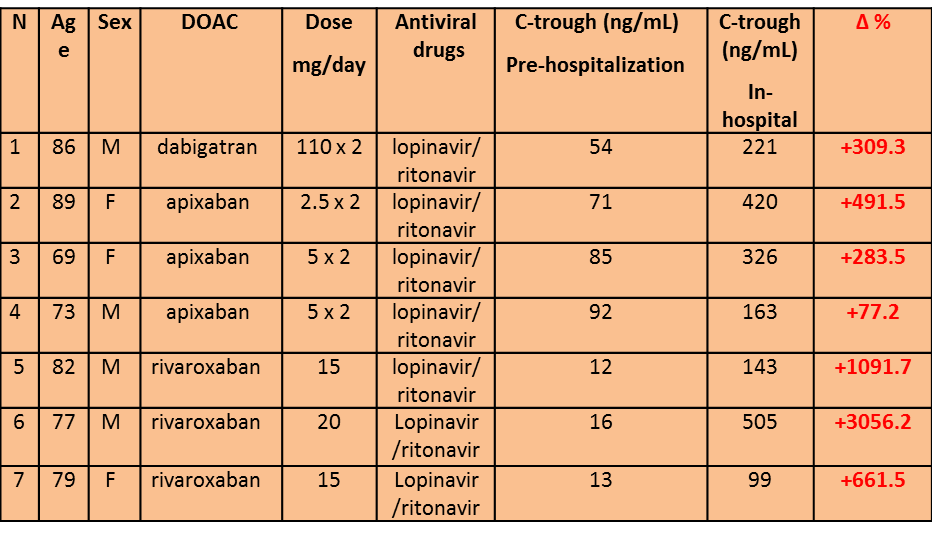 N Age Sex DOAC Dose mg/day Antiviral drugs C-trough (ng/mL) Pre-hospitalization C-trough (ng/mL) In-hospital Δ %
1 86 M dabigatran 110 x 2 lopinavir/ritonavir 54 221 +309.3
2 89 F apixaban 2.5 x 2 lopinavir/ritonavir 71 420 +491.5
3 69 F apixaban 5 x 2 lopinavir/ritonavir 85 326 +283.5
4 73 M apixaban 5 x 2 lopinavir/ritonavir 92 163 +77.2
5 82 M rivaroxaban 15 lopinavir/ritonavir 12 143 +1091.7
6 77 M rivaroxaban 20 Lopinavir/ritonavir 16 505 +3056.2
7 79 F rivaroxaban 15 Lopinavir/ritonavir 13 99 +661.5